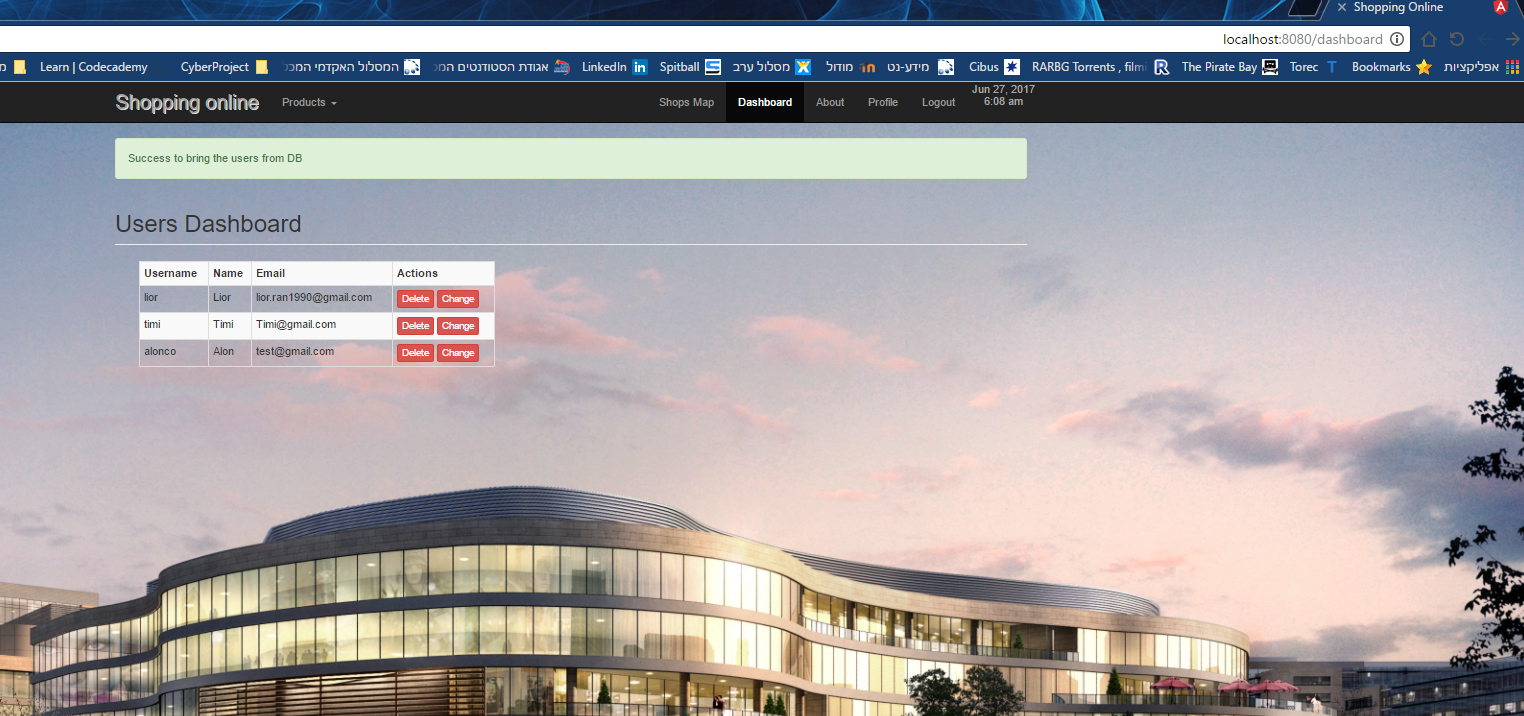 Shopping Online
localhost:8080/dashboard
אפליקציות Bookmarks Torec The Pirate Bay RARBG Torrents , filmi Cibus מידע-נט מודול מסלול ערב Spitball LinkedIn אגודת הסטודנטים המכ המסלול האקדמי המכל CyberProject Learn | Codecademy
Shopping online Products Shops Map Dashboard About Profile Logout Jun 27, 2017
6:08 am
Success to bring the users from DB
Users Dashboard
Username Name Email Actions
lior Lior lior.ran1990@gmail.com Delete Change
timi Timi Timi@gmail.com Delete Change
alonco Alon test@gmail.com Delete Change